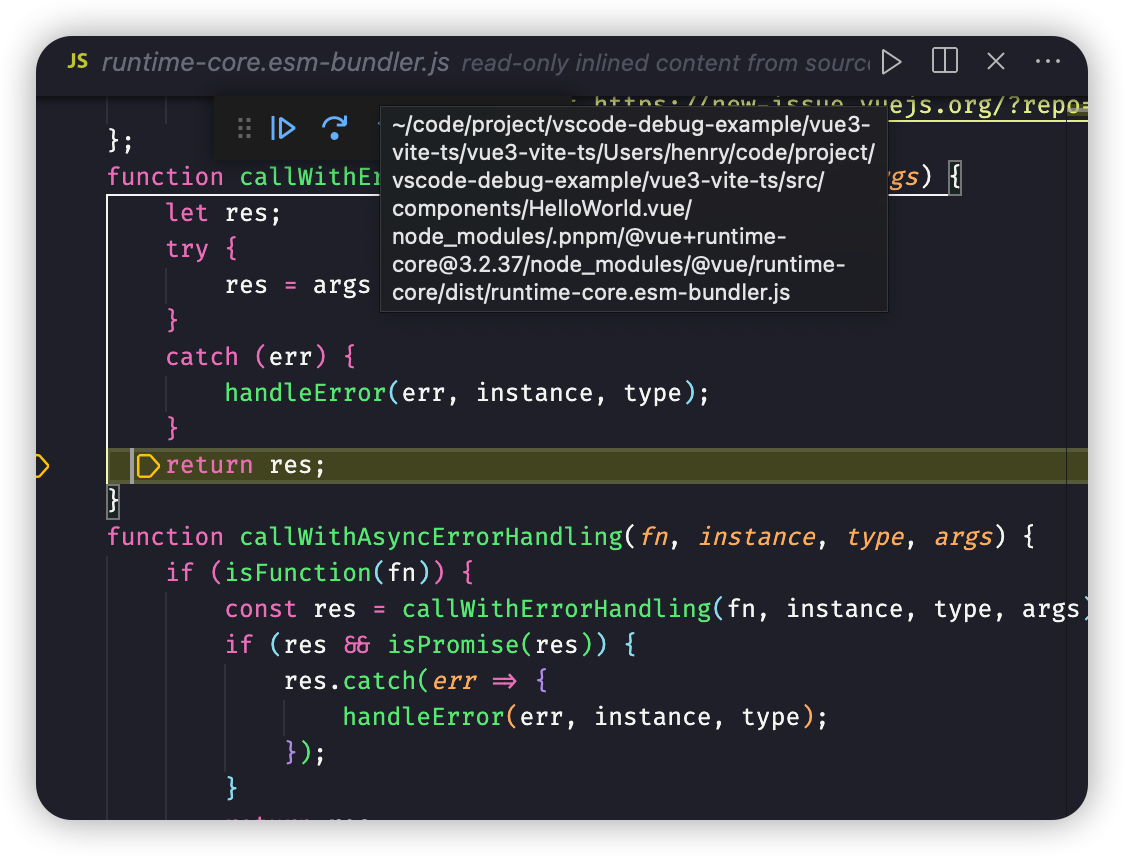 JS runtime-core.esm-bundler.js read-only inlined content from sourc
https://new-issue.vuejs.org/?repo=
};
~/code/project/vscode-debug-example/vue3-
vite-ts/vue3-vite-ts/Users/henry/code/project/
vscode-debug-example/vue3-vite-ts/src/
components/HelloWorld.vue/
node_modules/.pnpm/@vue+runtime-
core@3.2.37/node_modules/@vue/runtime-
core/dist/runtime-core.esm-bundler.js
function callWithEr gs) {
let res;
try {
res = args
}
catch (err) {
handleError(err, instance, type);
}
return res;
}
function callWithAsyncErrorHandling(fn, instance, type, args) {
if (isFunction(fn)) {
const res = callWithErrorHandling(fn, instance, type, args)
if (res && isPromise(res)) {
res.catch(err => {
handleError(err, instance, type);
});
}